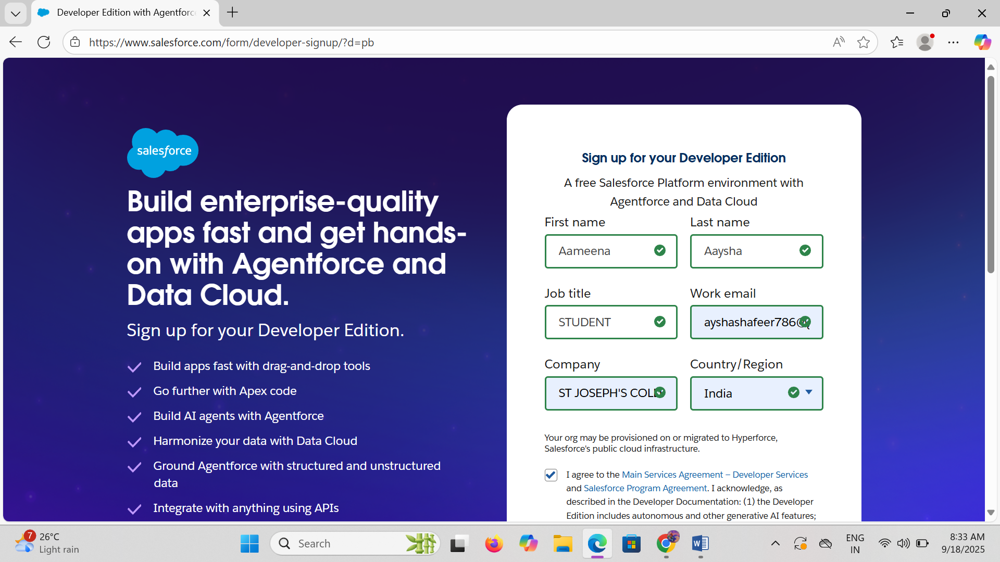 Developer Edition with Agentforc
https://www.salesforce.com/form/developer-signup/?d=pb
salesforce
Build enterprise-quality
apps fast and get hands-
on with Agentforce and
Data Cloud.
Sign up for your Developer Edition.
Build apps fast with drag-and-drop tools
Go further with Apex code
Build AI agents with Agentforce
Harmonize your data with Data Cloud
Ground Agentforce with structured and unstructured
data
Integrate with anything using APIs
Sign up for your Developer Edition
A free Salesforce Platform environment with
Agentforce and Data Cloud
First name Last name
Aameena Aaysha
Job title Work email
STUDENT ayshashafeer786@
Company Country/Region
ST JOSEPH'S COLL India
Your org may be provisioned on or migrated to Hyperforce,
Salesforce's public cloud infrastructure.
I agree to the Main Services Agreement – Developer Services
and Salesforce Program Agreement. I acknowledge, as
described in the Developer Documentation: (1) the Developer
Edition includes autonomous and other generative AI features;
7
26°C
Light rain
Search
ENG
IN
8:33 AM
9/18/2025